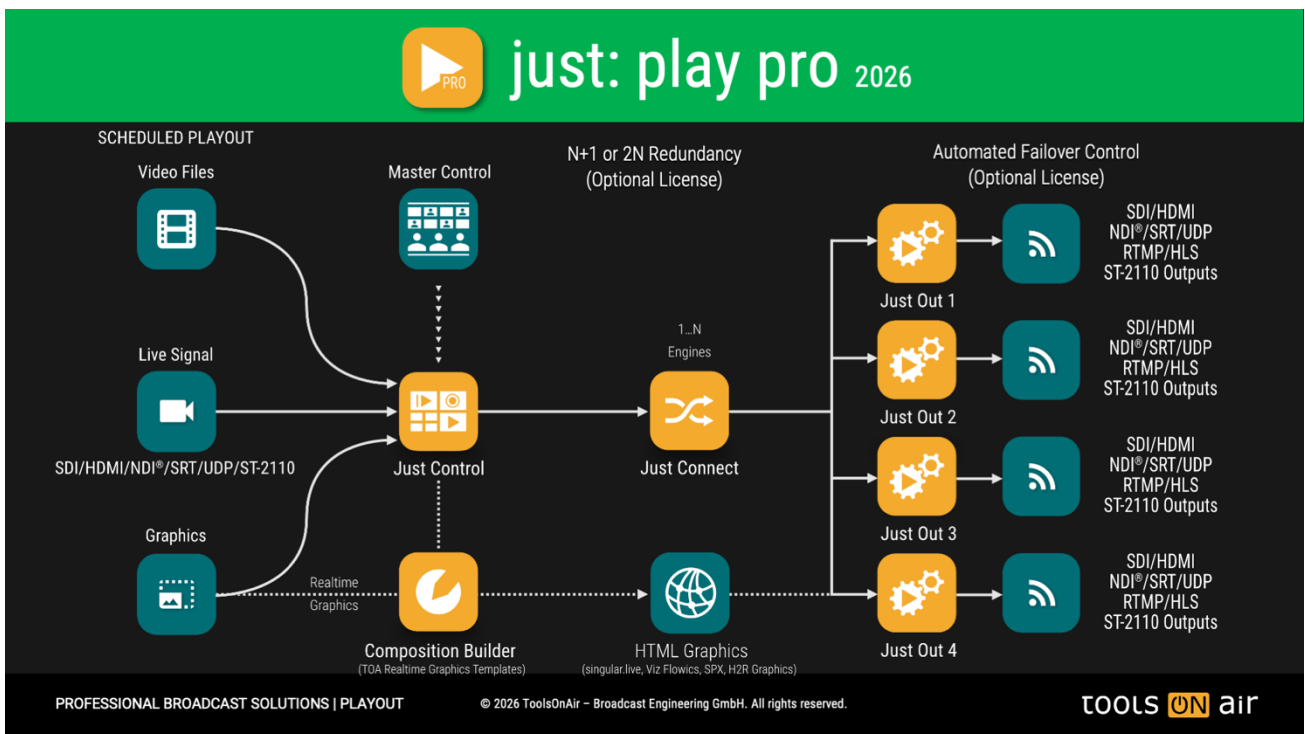 PRO
just: play pro 2026
SCHEDULED PLAYOUT
Video Files
Master Control
N+1 or 2N Redundancy
(Optional License)
Automated Failover Control
(Optional License)
SDI/HDMI
NDI®/SRT/UDP
RTMP/HLS
ST-2110 Outputs
Just Out 1
Live Signal
1...N
Engines
SDI/HDMI
NDI®/SRT/UDP
RTMP/HLS
ST-2110 Outputs
Just Out 2
SDI/HDMI/NDI®/SRT/UDP/ST-2110
Just Control
Just Connect
SDI/HDMI
NDI®/SRT/UDP
RTMP/HLS
ST-2110 Outputs
Just Out 3
Graphics
Realtime
Graphics
SDI/HDMI
NDI®/SRT/UDP
RTMP/HLS
ST-2110 Outputs
Just Out 4
Composition Builder
(TOA Realtime Graphics Templates)
HTML Graphics
(singular.live, Viz Flowics, SPX, H2R Graphics)
PROFESSIONAL BROADCAST SOLUTIONS | PLAYOUT
© 2026 ToolsOnAir – Broadcast Engineering GmbH. All rights reserved.
TOOLS ON air